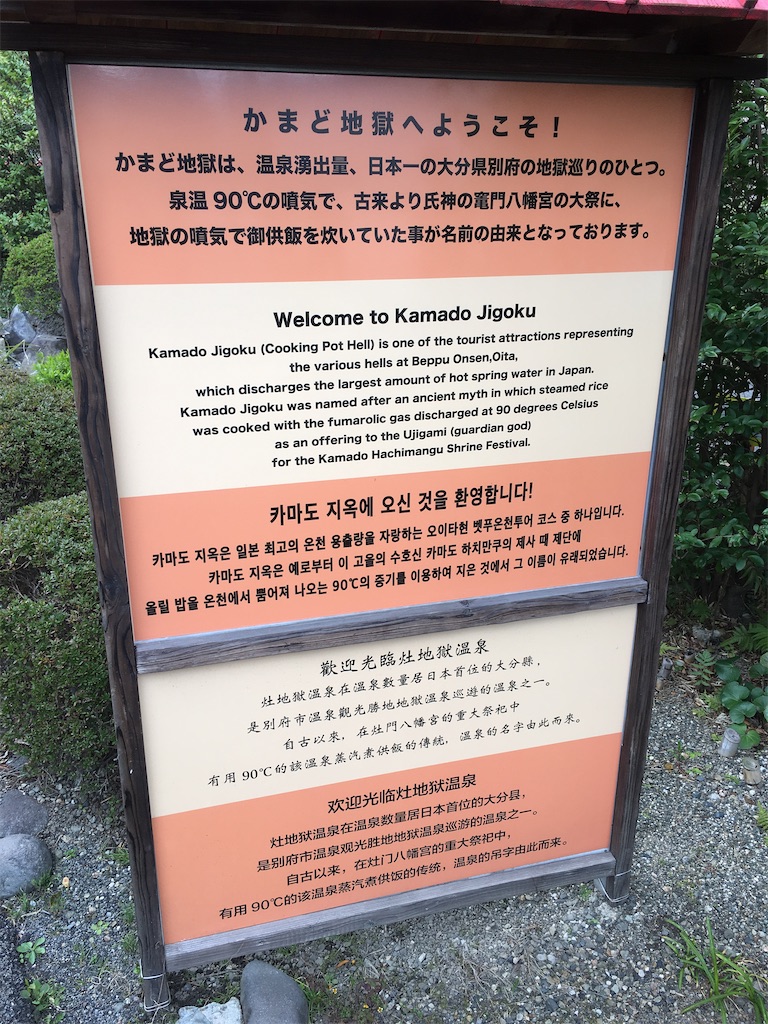 かまど地獄へようこそ！
かまど地獄は、温泉湧出量、日本一の大分県別府の地獄巡りのひとつ。
泉温90℃の噴気で、古来より氏神の竈門八幡宮の大祭に、
地獄の噴気で御供飯を炊いていた事が名前の由来となっております。
Welcome to Kamado Jigoku
Kamado Jigoku (Cooking Pot Hell) is one of the tourist attractions representing
the various hells at Beppu Onsen,Oita,
which discharges the largest amount of hot spring water in Japan.
Kamado Jigoku was named after an ancient myth in which steamed rice
was cooked with the fumarolic gas discharged at 90 degrees Celsius
as an offering to the Ujigami (guardian god)
for the Kamado Hachimangu Shrine Festival.
카마도 지옥에 오신 것을 환영합니다!
카마도 지옥은 일본 최고의 온천 용출량을 자랑하는 오이타현 벳푸온천투어 코스 중 하나입니다.
카마도 지옥은 예로부터 이 고을의 수호신 카마도 하치만쿠의 제사 때 제단에
올릴 밥을 온천에서 뿜어져 나오는 90℃의 증기를 이용하여 지은 것에서 그 이름이 유래되었습니다.
歡迎光臨灶地獄溫泉
灶地獄溫泉在溫泉數量居日本首位的大分縣，
是別府市溫泉觀光勝地地獄溫泉巡遊的溫泉之一。
自古以來，在灶門八幡宮的重大祭祀中
有用90℃的該溫泉蒸汽煮供飯的傳統，溫泉的名字由此而來。
欢迎光临灶地狱温泉
灶地狱温泉在温泉数量居日本首位的大分县，
是别府市温泉观光胜地地狱温泉巡游的温泉之一。
自古以来，在灶门八幡宫的重大祭祀中，
有用90℃的该温泉蒸汽煮供饭的传统，温泉的吊字由此而来。